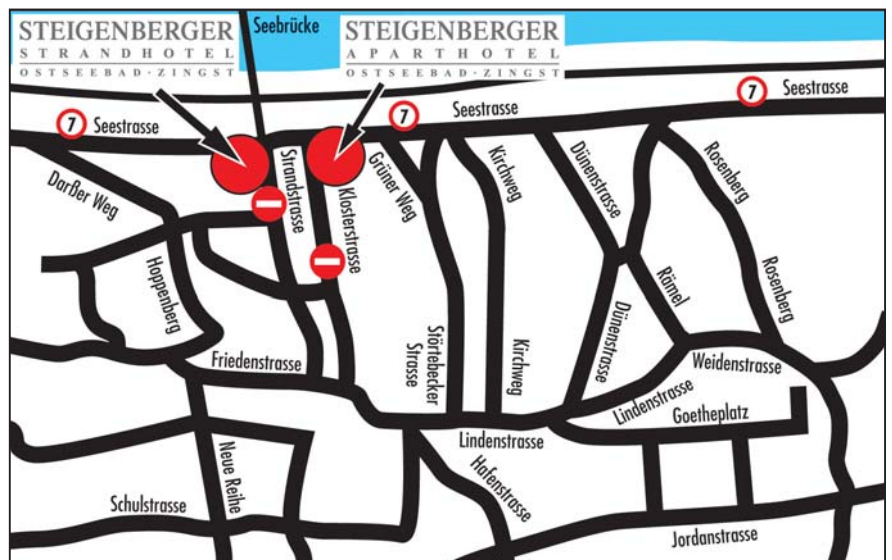 STEIGENBERGER
STRANDHOTEL
OSTSEEBAD·ZINGST
Seebrücke
STEIGENBERGER
APARTHOTEL
OSTSEEBAD·ZINGST
7
Seestrasse
7
Seestrasse
7
Seestrasse
Darßer Weg
Strandstrasse
Klosterstrasse
Grüner Weg
Kirchweg
Dünenstrasse
Rosenberg
Hoppenberg
Störtebecker
Strasse
Kirchweg
Dünenstrasse
Rämel
Rosenberg
Friedenstrasse
Weidenstrasse
Lindenstrasse
Goetheplatz
Lindenstrasse
Neue Reihe
Hafenstrasse
Schulstrasse
Jordanstrasse